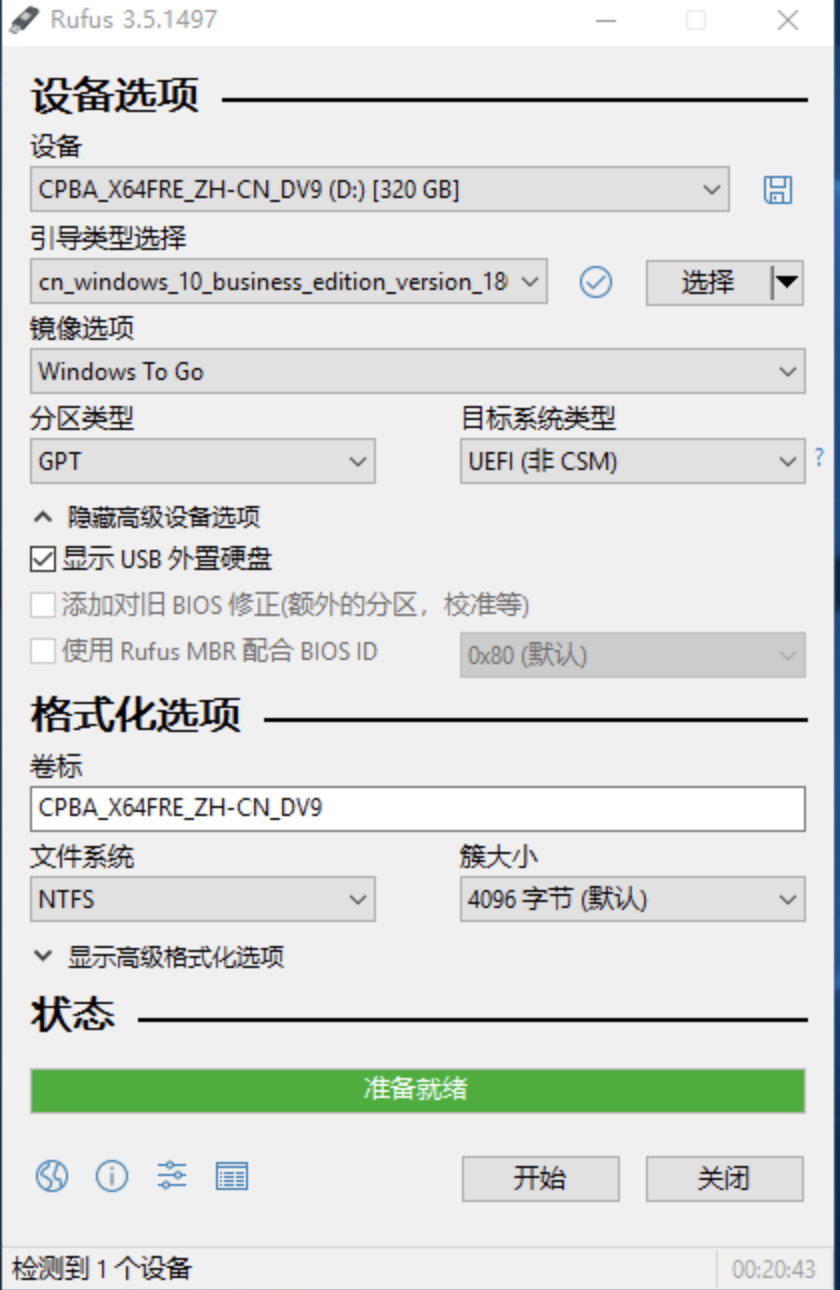 Rufus 3.5.1497
设备选项
设备
CPBA_X64FRE_ZH-CN_DV9 (D:) [320 GB]
引导类型选择
cn_windows_10_business_edition_version_18
选择
镜像选项
Windows To Go
分区类型 目标系统类型
GPT UEFI (非 CSM) ?
隐藏高级设备选项
显示 USB 外置硬盘
添加对旧 BIOS 修正(额外的分区，校准等)
使用 Rufus MBR 配合 BIOS ID 0x80 (默认)
格式化选项
卷标
CPBA_X64FRE_ZH-CN_DV9
文件系统 簇大小
NTFS 4096 字节 (默认)
显示高级格式化选项
状态
准备就绪
开始 关闭
检测到 1 个设备 00:20:43